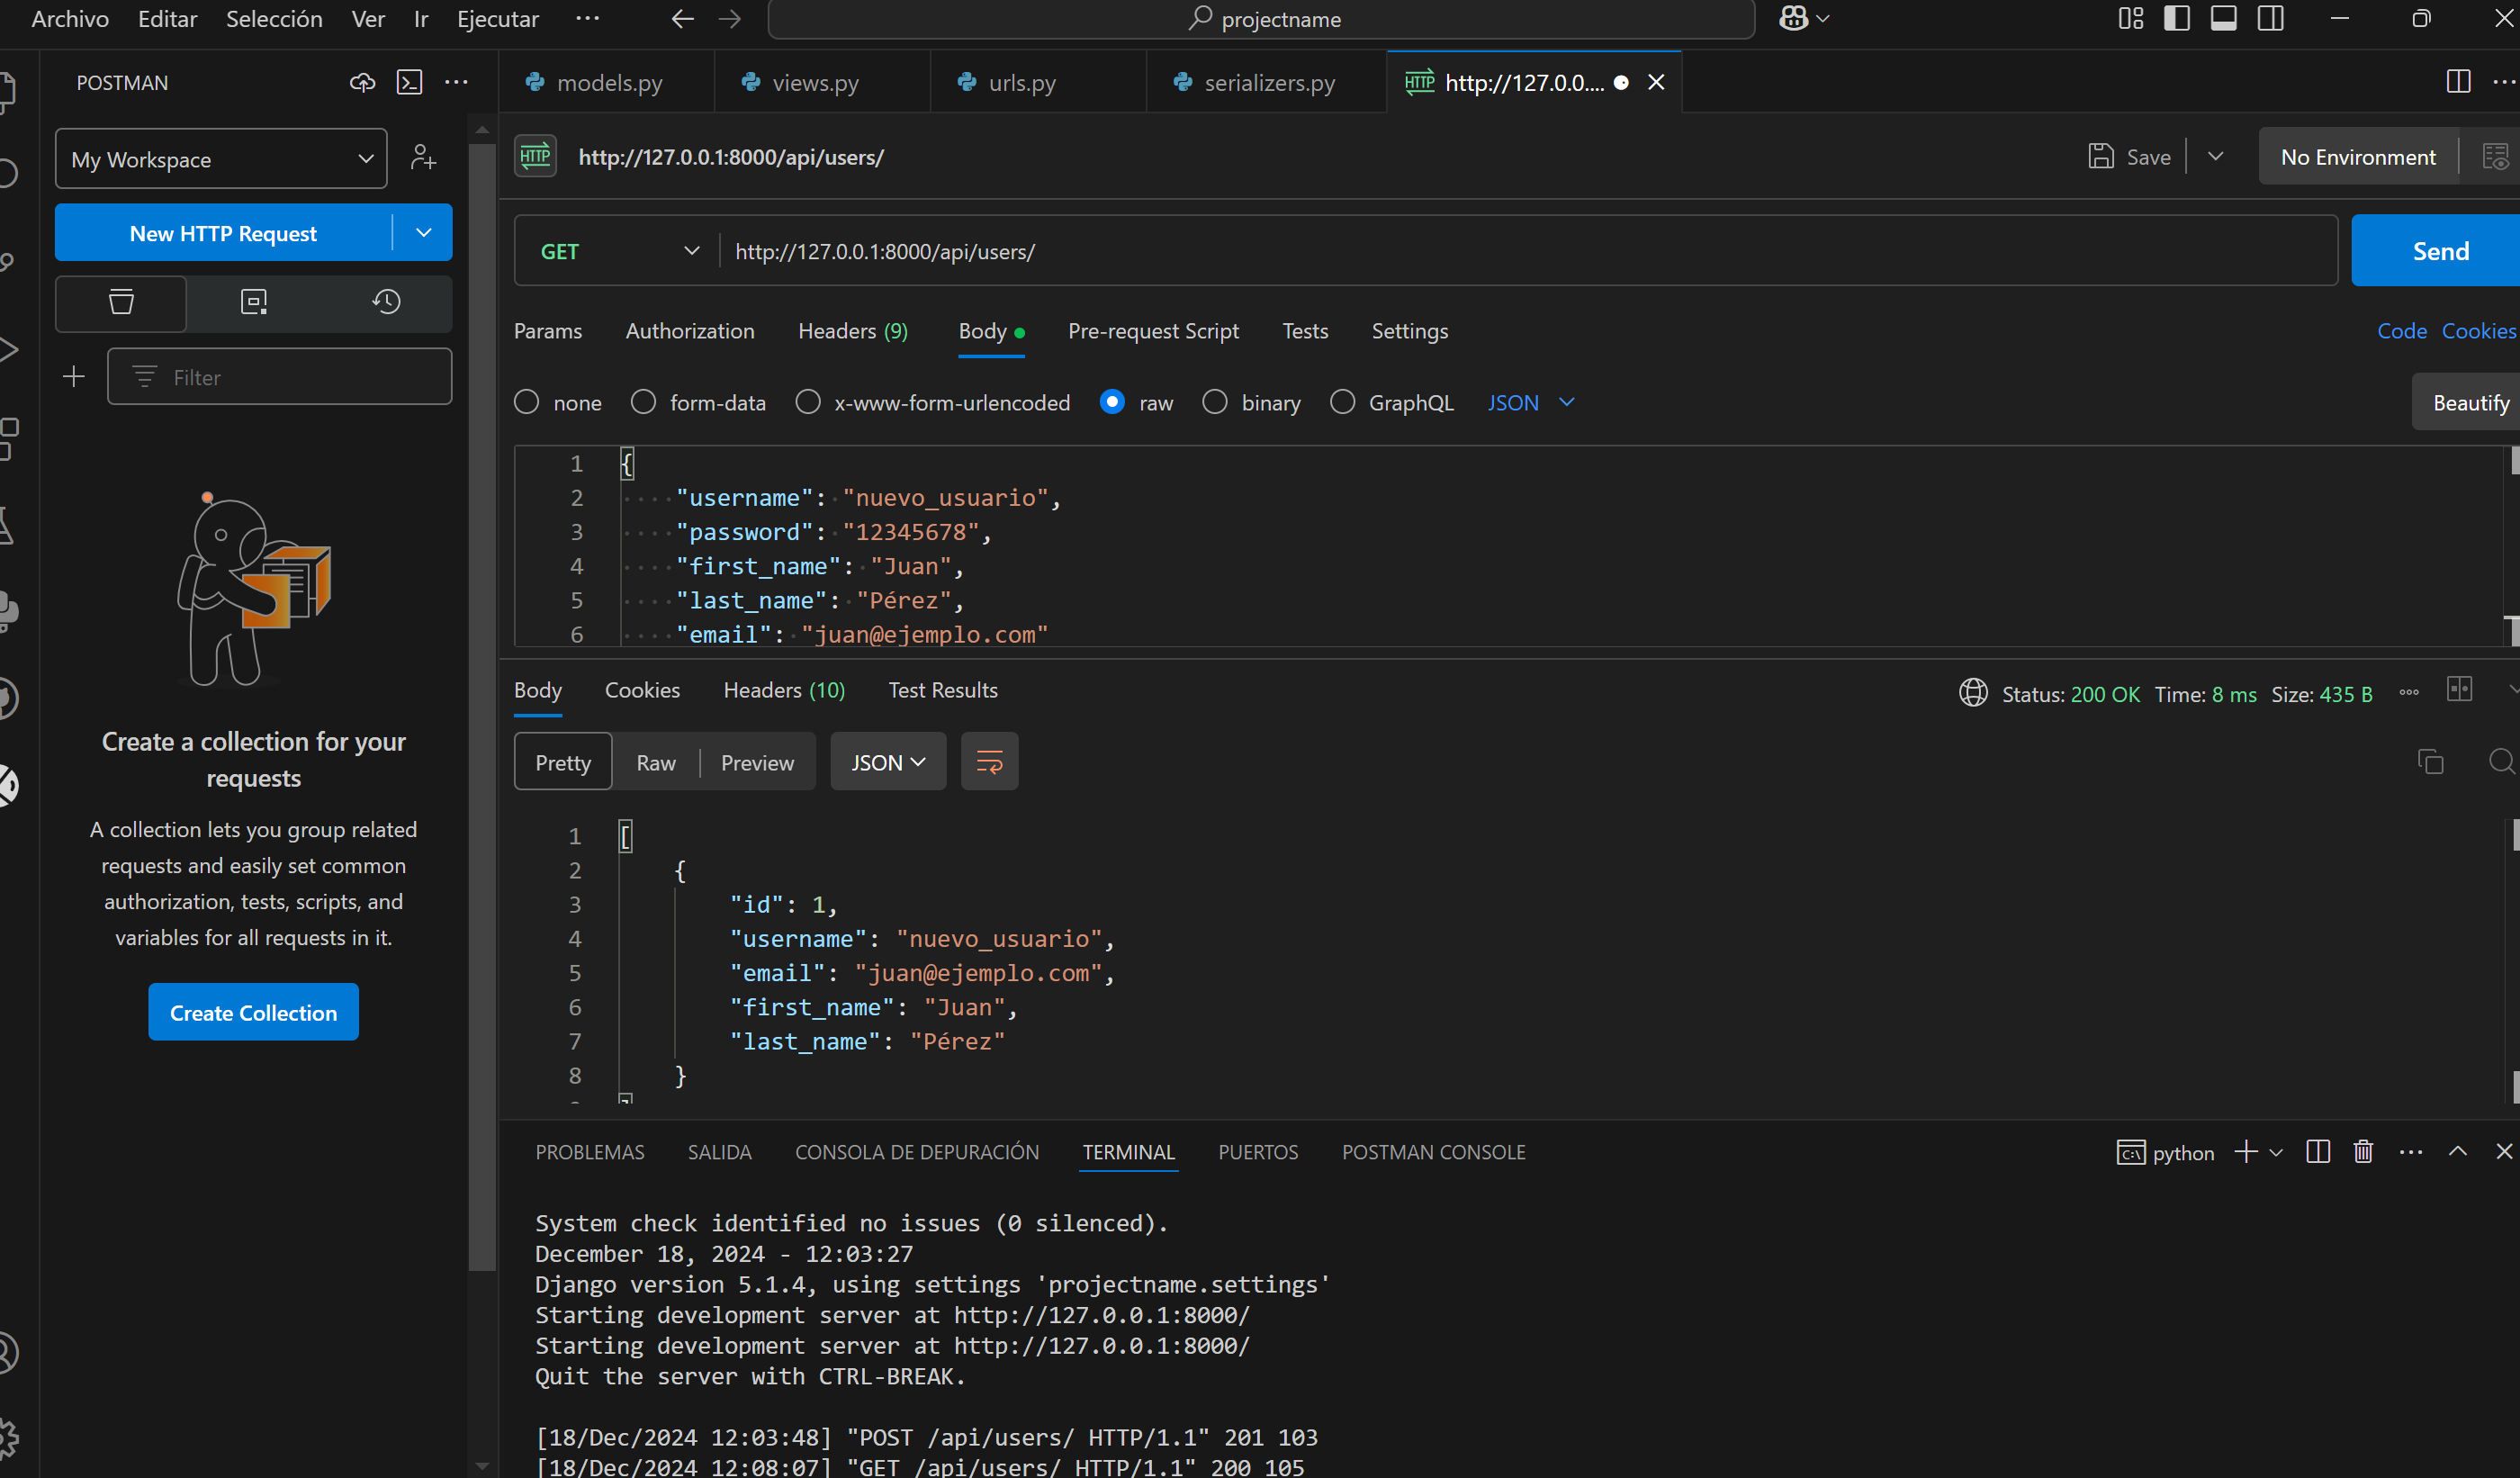 Archivo Editar Selección Ver Ir Ejecutar ··· projectname
POSTMAN
models.py views.py urls.py serializers.py HTTP http://127.0.0....
HTTP http://127.0.0.1:8000/api/users/ Save No Environment
My Workspace
New HTTP Request
GET http://127.0.0.1:8000/api/users/ Send
Params Authorization Headers (9) Body Pre-request Script Tests Settings Code Cookies
Filter
none form-data x-www-form-urlencoded raw binary GraphQL JSON Beautify
1 {
2 "username": "nuevo_usuario",
3 "password": "12345678",
4 "first_name": "Juan",
5 "last_name": "Pérez",
6 "email": "juan@ejemplo.com"
Create a collection for your
requests
A collection lets you group related
requests and easily set common
authorization, tests, scripts, and
variables for all requests in it.
Create Collection
Body Cookies Headers (10) Test Results Status: 200 OK Time: 8 ms Size: 435 B
Pretty Raw Preview JSON
1 [
2 {
3 "id": 1,
4 "username": "nuevo_usuario",
5 "email": "juan@ejemplo.com",
6 "first_name": "Juan",
7 "last_name": "Pérez"
8 }
]
PROBLEMAS SALIDA CONSOLA DE DEPURACIÓN TERMINAL PUERTOS POSTMAN CONSOLE python
System check identified no issues (0 silenced).
December 18, 2024 - 12:03:27
Django version 5.1.4, using settings 'projectname.settings'
Starting development server at http://127.0.0.1:8000/
Starting development server at http://127.0.0.1:8000/
Quit the server with CTRL-BREAK.
[18/Dec/2024 12:03:48] "POST /api/users/ HTTP/1.1" 201 103
[18/Dec/2024 12:08:07] "GET /api/users/ HTTP/1.1" 200 105